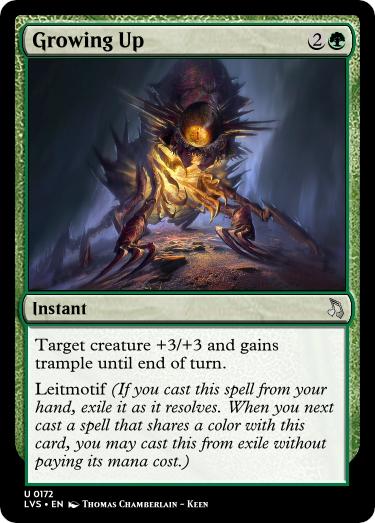 Growing Up 2
Instant
Target creature +3/+3 and gains
trample until end of turn.
Leitmotif (If you cast this spell from your
hand, exile it as it resolves. When you next
cast a spell that shares a color with this
card, you may cast this from exile without
paying its mana cost.)
U 0172
LVS • EN Thomas Chamberlain – Keen